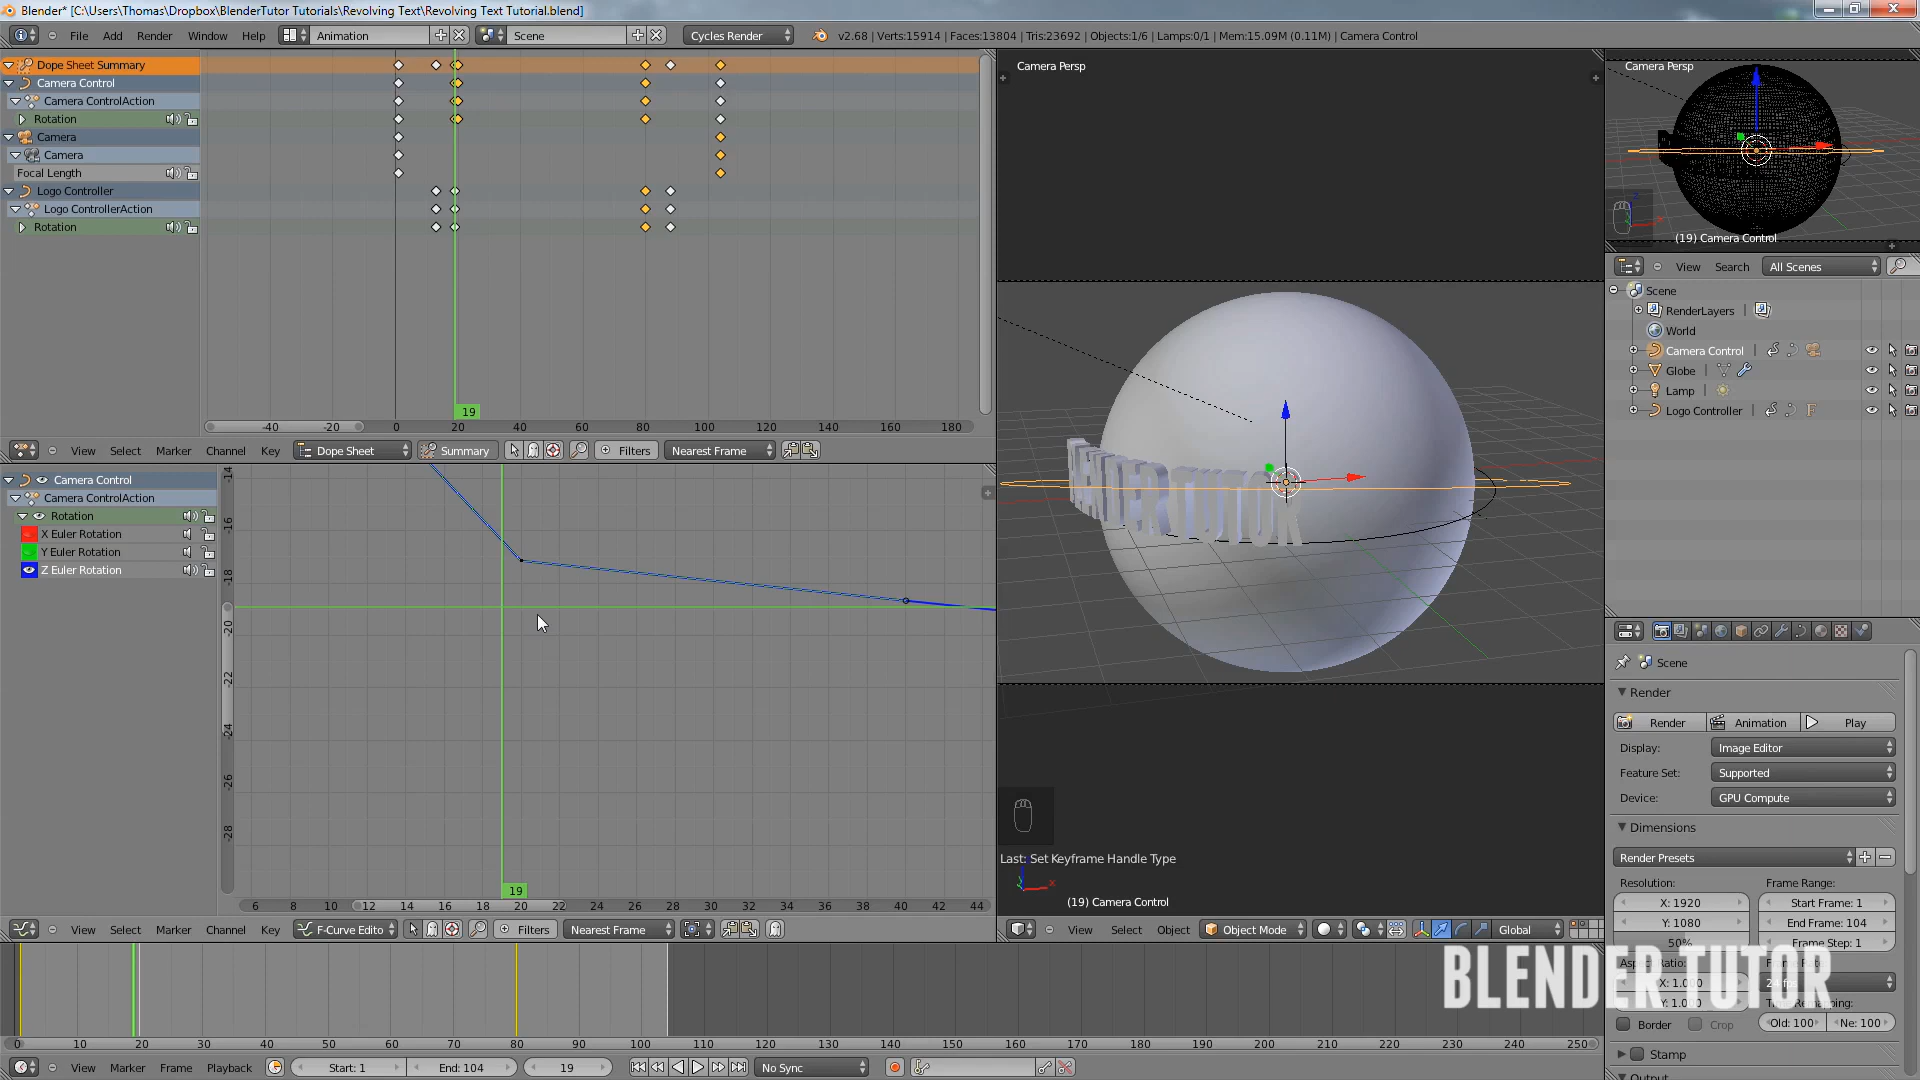 Blender* [C:\Users\Thomas\Dropbox\BlenderTutor Tutorials\Revolving Text\Revolving Text Tutorial.blend]
File Add Render Window Help Animation Scene Cycles Render v2.68 | Verts:15914 | Faces:13804 | Tris:23692 | Objects:1/6 | Lamps:0/1 | Mem:15.09M (0.11M) | Camera Control
Dope Sheet Summary
Camera Control
Camera ControlAction
Rotation
Camera
Camera
Focal Length
Logo Controller
Logo ControllerAction
Rotation
19
-40 -20 0 20 40 60 80 100 120 140 160 180
View Select Marker Channel Key Dope Sheet Summary Filters Nearest Frame
Camera Control
Camera ControlAction
Rotation
X Euler Rotation
Y Euler Rotation
Z Euler Rotation
-14
-16
-18
-20
-22
-24
-26
-28
19
6 8 10 12 14 16 18 20 22 24 26 28 30 32 34 36 38 40 42 44
View Select Marker Channel Key F-Curve Edito Filters Nearest Frame
Camera Persp
Last: Set Keyframe Handle Type
(19) Camera Control
View Select Object Object Mode Global
Camera Persp
(19) Camera Control
View Search All Scenes
Scene
RenderLayers |
World
Camera Control |
Globe |
Lamp |
Logo Controller |
Scene
Render
Render Animation Play
Display: Image Editor
Feature Set: Supported
Device: GPU Compute
Dimensions
Render Presets
Resolution: Frame Range:
X: 1920 Start Frame: 1
Y: 1080 End Frame: 104
50% Frame Step: 1
X: 1.000
Y: 1.000
Border Crop Old: 100 Ne: 100
Stamp
Output
BLENDER TUTOR
0 10 20 30 40 50 60 70 80 90 100 110 120 130 140 150 160 170 180 190 200 210 220 230 240 250
View Marker Frame Playback Start: 1 End: 104 19 No Sync